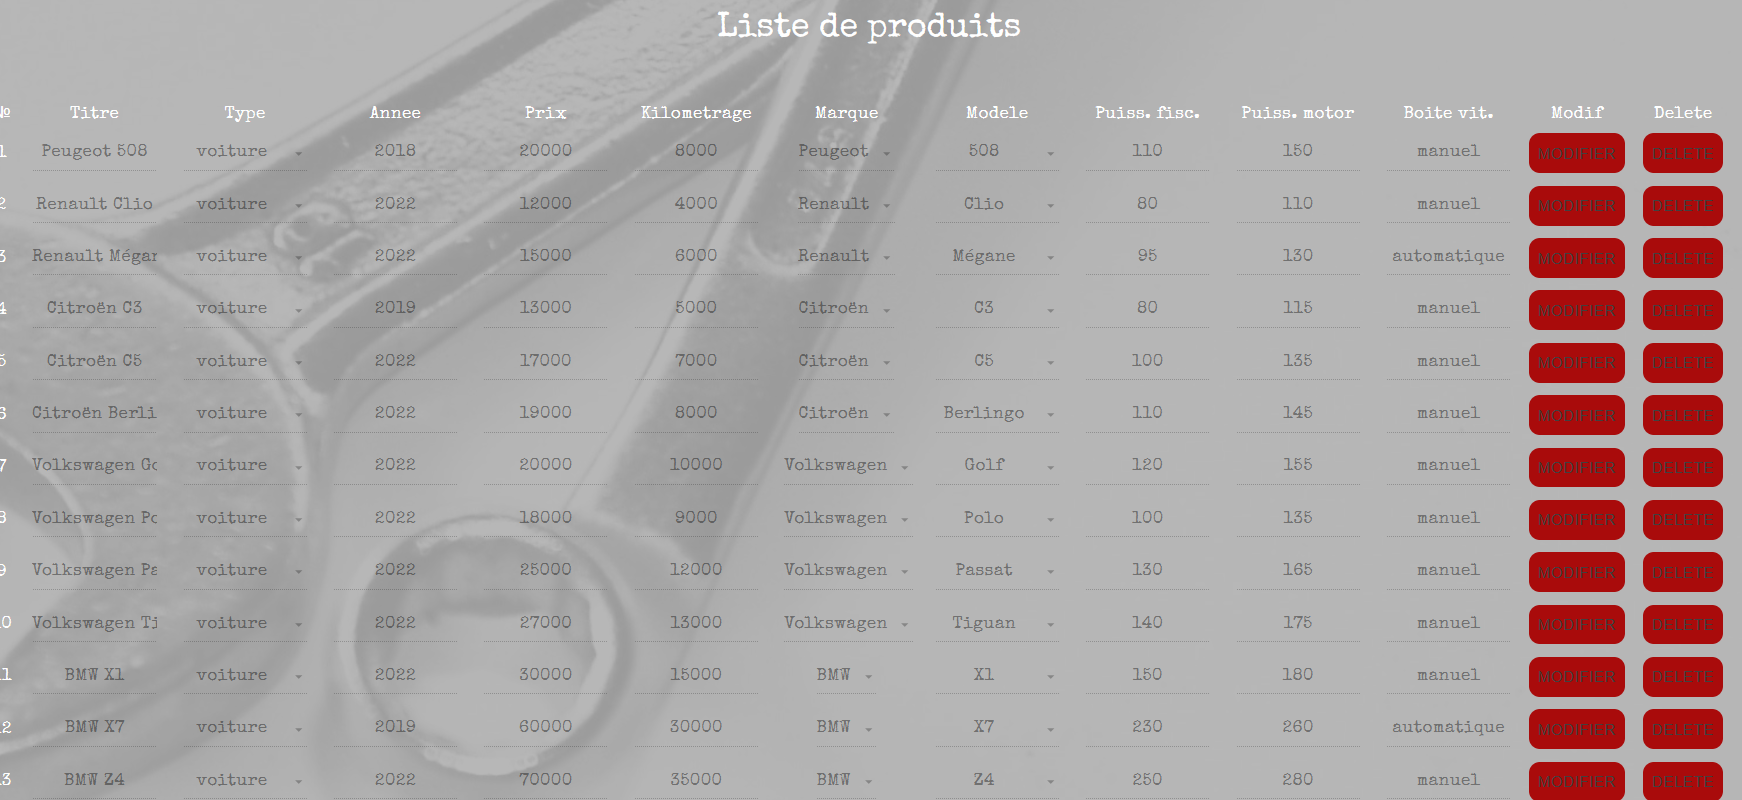 Liste de produits
№ Titre Type Annee Prix Kilometrage Marque Modele Puiss. fisc. Puiss. motor Boite vit. Modif Delete
1 Peugeot 508 voiture 2018 20000 8000 Peugeot 508 110 150 manuel MODIFIER DELETE
2 Renault Clio voiture 2022 12000 4000 Renault Clio 80 110 manuel MODIFIER DELETE
3 Renault Mégan voiture 2022 15000 6000 Renault Mégane 95 130 automatique MODIFIER DELETE
4 Citroën C3 voiture 2019 13000 5000 Citroën C3 80 115 manuel MODIFIER DELETE
5 Citroën C5 voiture 2022 17000 7000 Citroën C5 100 135 manuel MODIFIER DELETE
6 Citroën Berli voiture 2022 19000 8000 Citroën Berlingo 110 145 manuel MODIFIER DELETE
7 Volkswagen Go voiture 2022 20000 10000 Volkswagen Golf 120 155 manuel MODIFIER DELETE
8 Volkswagen Po voiture 2022 18000 9000 Volkswagen Polo 100 135 manuel MODIFIER DELETE
9 Volkswagen Pa voiture 2022 25000 12000 Volkswagen Passat 130 165 manuel MODIFIER DELETE
10 Volkswagen Ti voiture 2022 27000 13000 Volkswagen Tiguan 140 175 manuel MODIFIER DELETE
11 BMW X1 voiture 2022 30000 15000 BMW X1 150 180 manuel MODIFIER DELETE
12 BMW X7 voiture 2019 60000 30000 BMW X7 230 260 automatique MODIFIER DELETE
13 BMW Z4 voiture 2022 70000 35000 BMW Z4 250 280 manuel MODIFIER DELETE